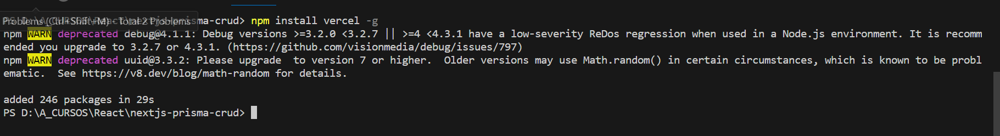 Problems (Ctrl+Shift+M) - Total 2 Problems
PS D:\A_CURSOS\React\nextjs-prisma-crud> npm install vercel -g
npm WARN deprecated debug@4.1.1: Debug versions >=3.2.0 <3.2.7 || >=4 <4.3.1 have a low-severity ReDos regression when used in a Node.js environment. It is recomm
ended you upgrade to 3.2.7 or 4.3.1. (https://github.com/visionmedia/debug/issues/797)
npm WARN deprecated uuid@3.3.2: Please upgrade  to version 7 or higher.  Older versions may use Math.random() in certain circumstances, which is known to be probl
ematic.  See https://v8.dev/blog/math-random for details.
added 246 packages in 29s
PS D:\A_CURSOS\React\nextjs-prisma-crud>